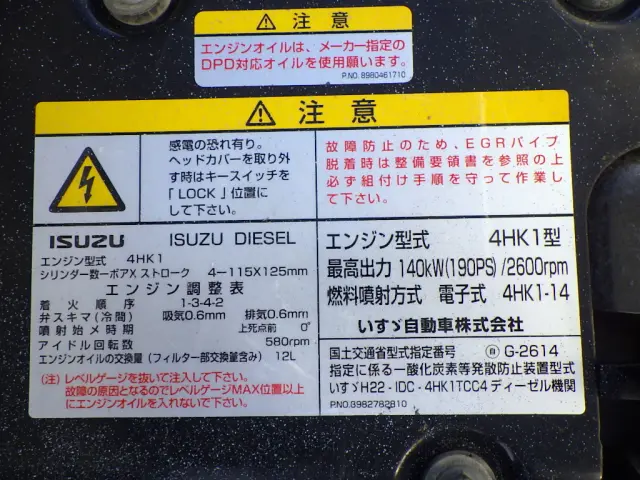 ⚠ 注意
エンジンオイルは、メーカー指定の
DPD対応オイルを使用願います。
P.NO. 8980461710
⚠ 注意
感電の恐れ有り。
ヘッドカバーを取り外
す時はキースイッチを
「LOCK」位置に
して下さい。
故障防止のため、EGRパイプ
脱着時は整備要領書を参照の上
必ず組付け手順を守って作業し
て下さい。
ISUZU ISUZU DIESEL
エンジン型式 4HK1
シリンダー数ーボアX ストローク 4ー115X125mm
エンジン調整表
着火順序 1-3-4-2
弁スキマ(冷間) 吸気0.6mm 排気0.6mm
噴射始メ時期 上死点前 0°
アイドル回転数 580rpm
エンジンオイルの交換量(フィルター部交換量含み) 12L
(注) レベルゲージを抜いて注入して下さい。
故障の原因となるのでレベルゲージMAX位置以上
にエンジンオイルを入れないで下さい。
エンジン型式 4HK1型
最高出力 140kW(190PS)/2600rpm
燃料噴射方式 電子式 4HK1-14
いすゞ自動車株式会社
国土交通省型式指定番号 G-2614
指定に係る一酸化炭素等発散防止装置型式
いすゞH22-IDC-4HK1TCC4ディーゼル機関
P.NO.8982782810